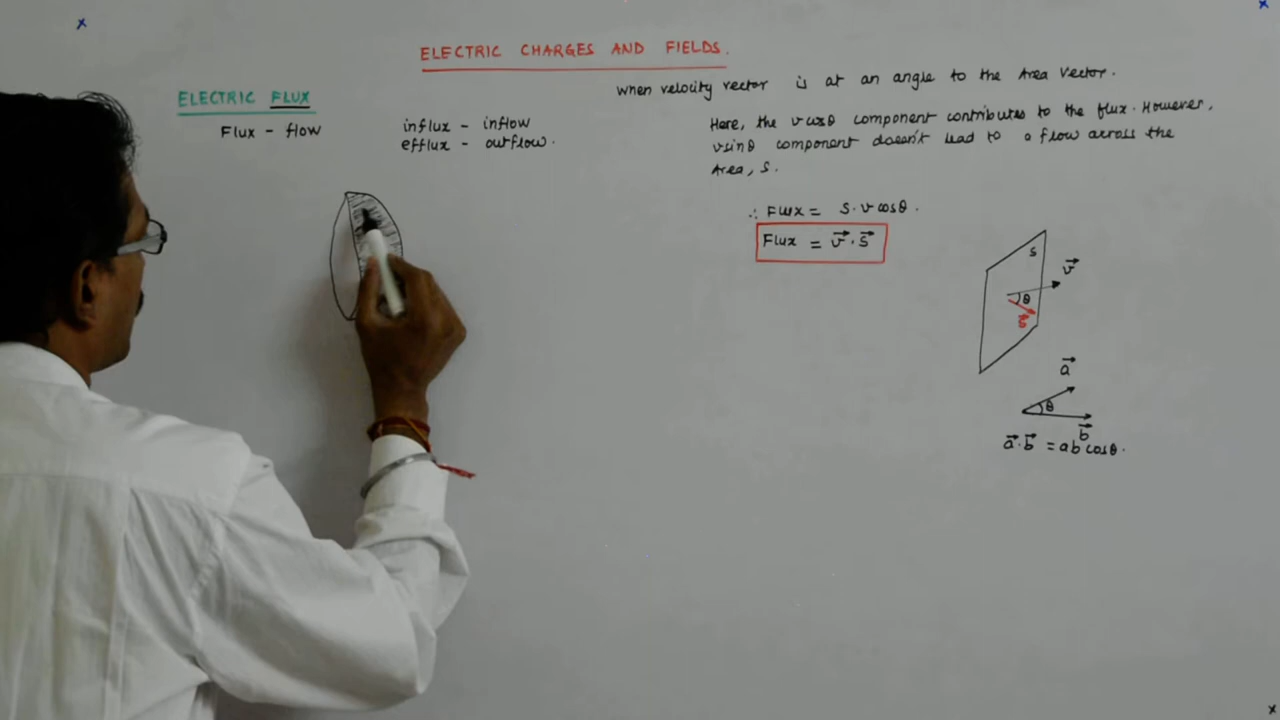 ELECTRIC CHARGES AND FIELDS.
ELECTRIC FLUX
Flux - flow
influx - inflow
efflux - outflow.
When velocity vector is at an angle to the Area Vector.
Here, the v cosθ component contributes to the flux. However,
vsinθ component doesn't lead to a flow across the
Area, S.
∴ Flux = S.v cosθ.
Flux = v⃗ . S⃗
S
v⃗
θ
a⃗
θ
b⃗
a⃗.b⃗ = ab cosθ.